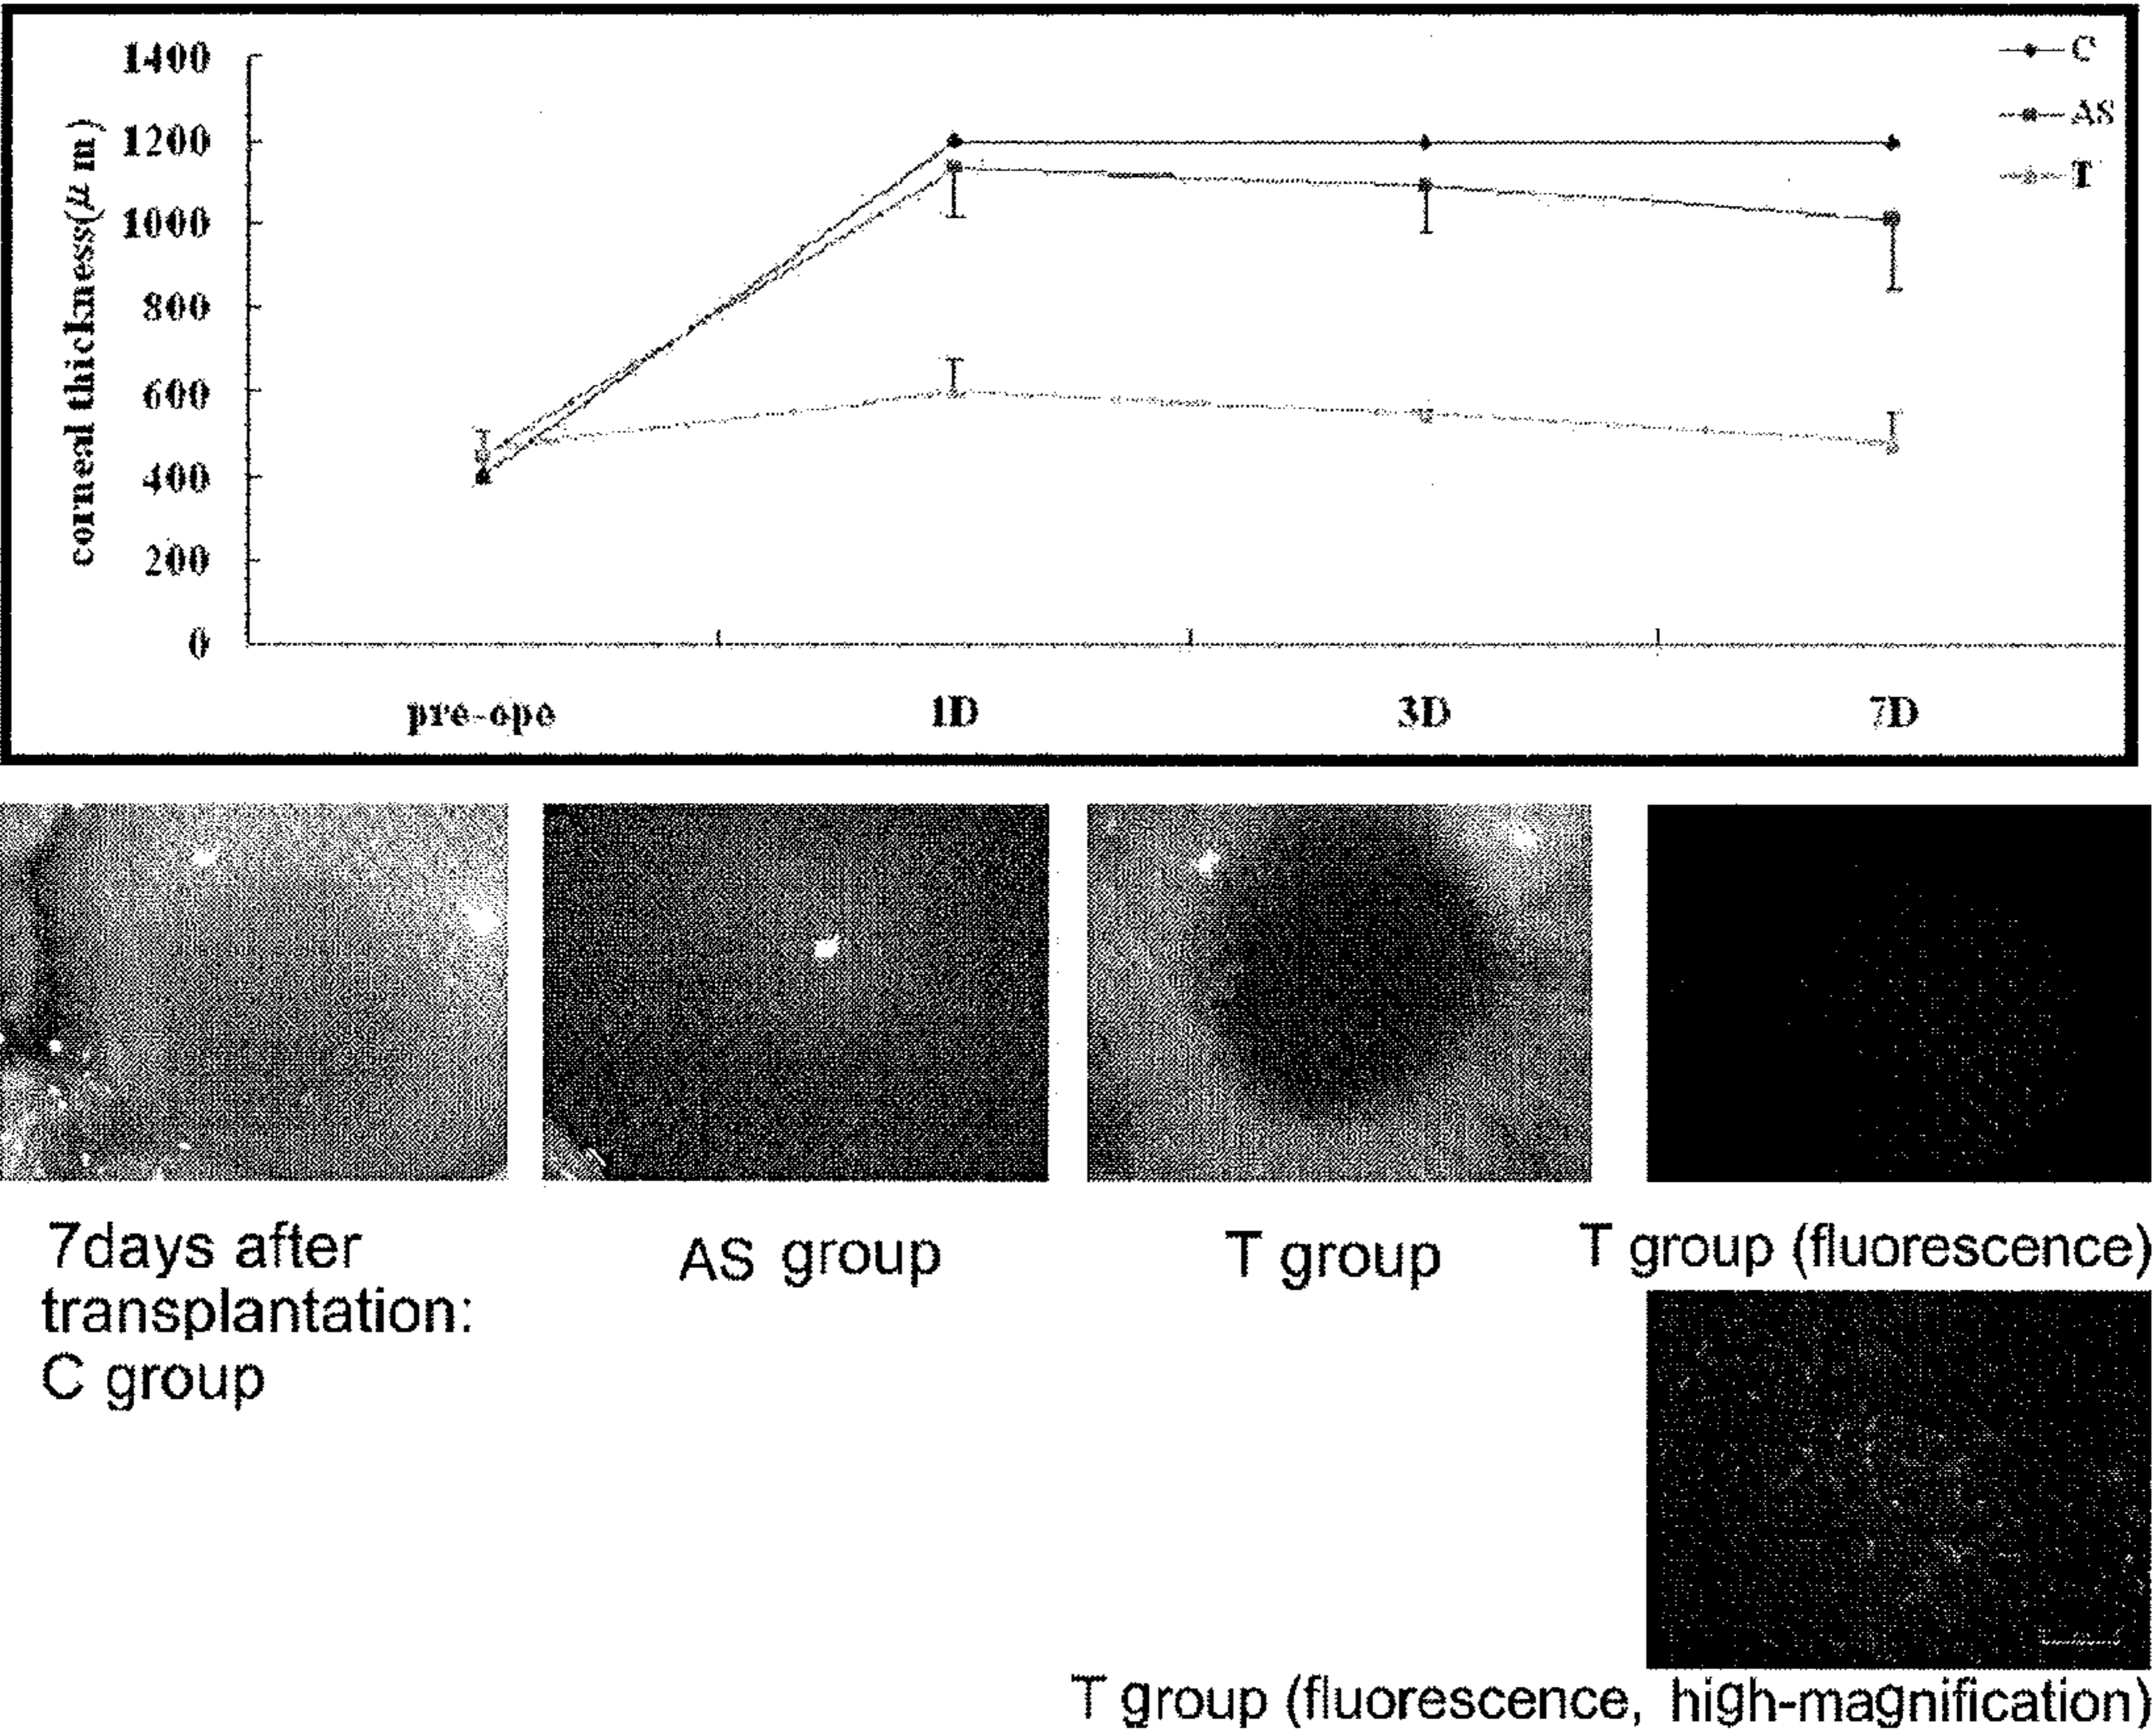 1400
1200
1000
800
600
400
200
0
corneal thickness(μ m)
C
AS
T
pre-ope
1D
3D
7D
7days after
transplantation:
C group
AS group
T group
T group (fluorescence)
T group (fluorescence, high-magnification)